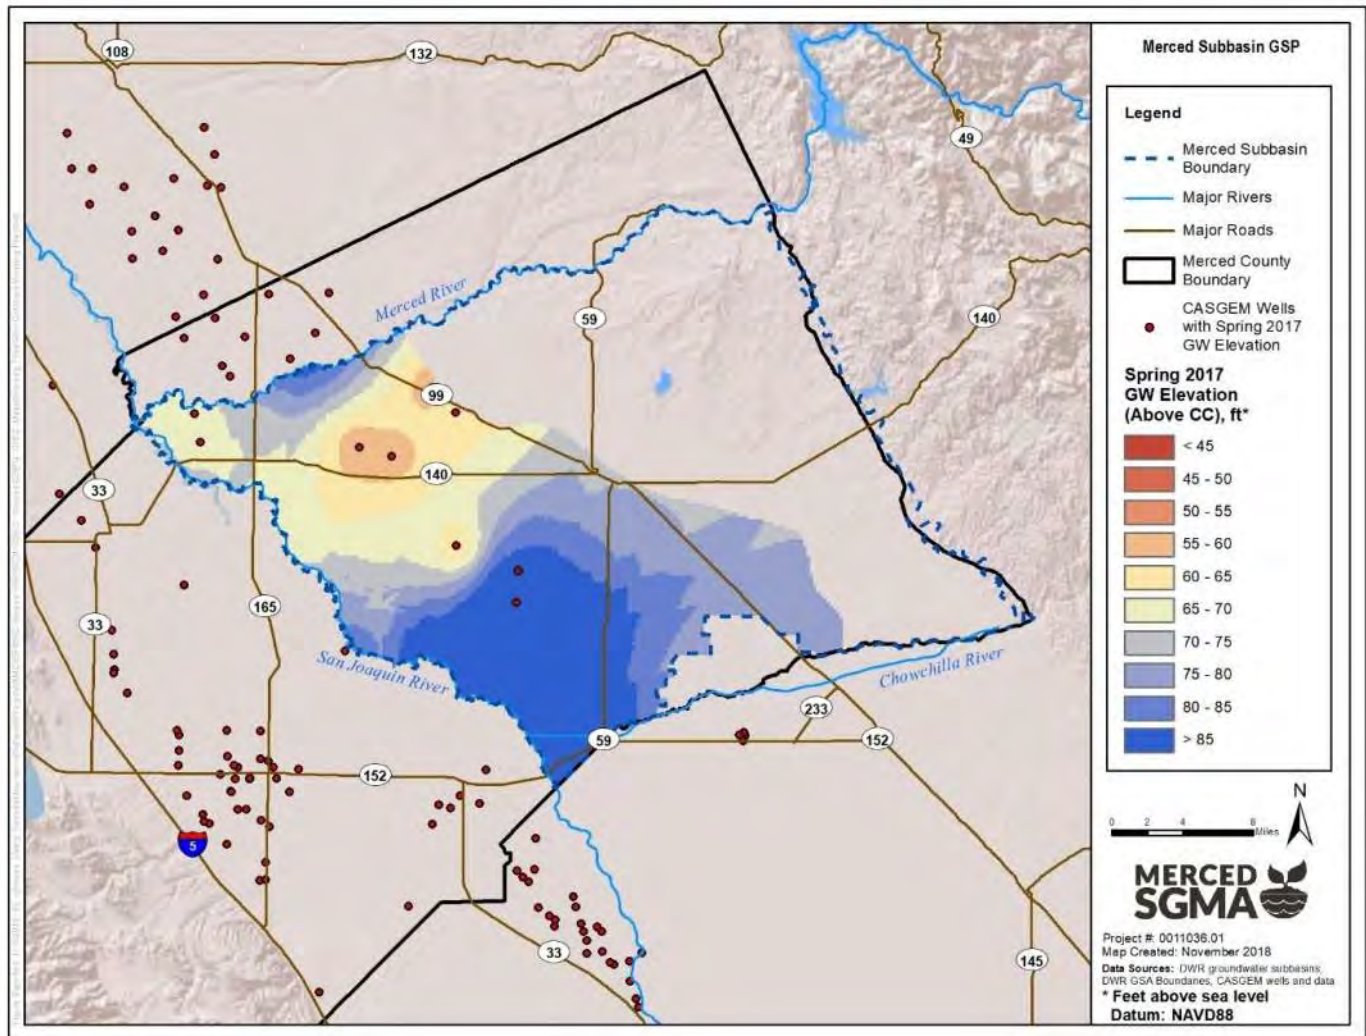 Merced Subbasin GSP
Legend
Merced Subbasin
Boundary
Major Rivers
Major Roads
Merced County
Boundary
CASGEM Wells
with Spring 2017
GW Elevation
Spring 2017
GW Elevation
(Above CC), ft*
< 45
45 - 50
50 - 55
55 - 60
60 - 65
65 - 70
70 - 75
75 - 80
80 - 85
> 85
N
0 2 4 8
Miles
MERCED
SGMA
Project #: 0011036.01
Map Created: November 2018
Data Sources: DWR groundwater subbasins,
DWR GSA Boundaries, CASGEM wells and data
* Feet above sea level
Datum: NAVD88
108
132
49
Merced River
59
140
99
140
33
165
33
San Joaquin River
Chowchilla River
233
59
152
152
5
33
145